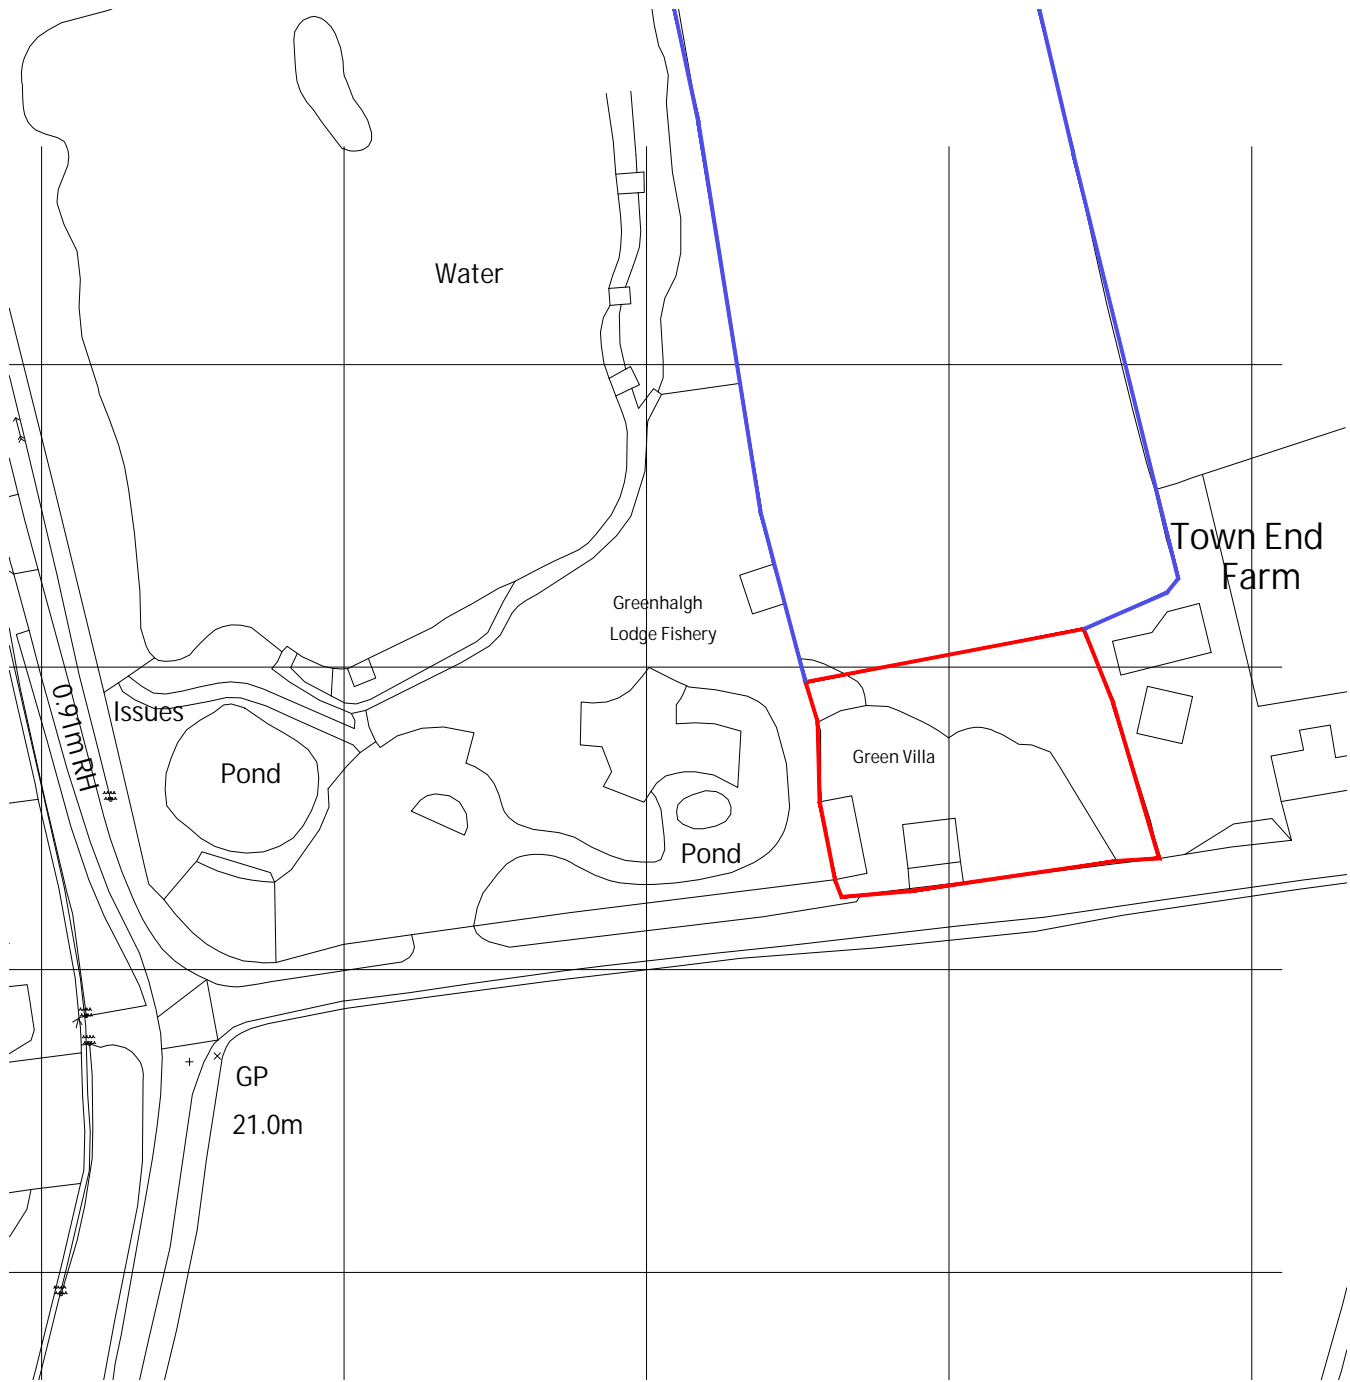 Water
Town End
Farm
Greenhalgh
Lodge Fishery
Issues
0.91m RH
Pond
Green Villa
Pond
GP
21.0m